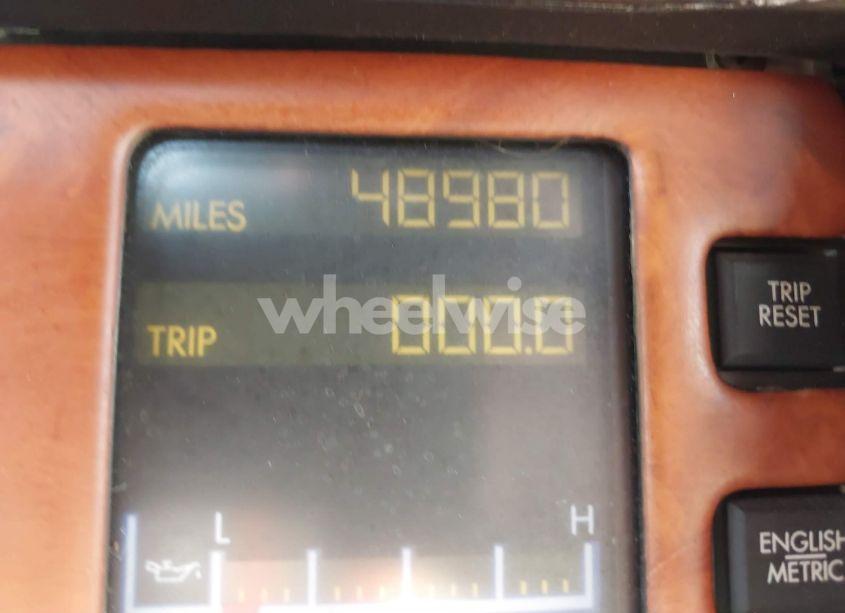 MILES 48980
TRIP 000.0
wheelwise
TRIP
RESET
L H
ENGLISH
METRIC